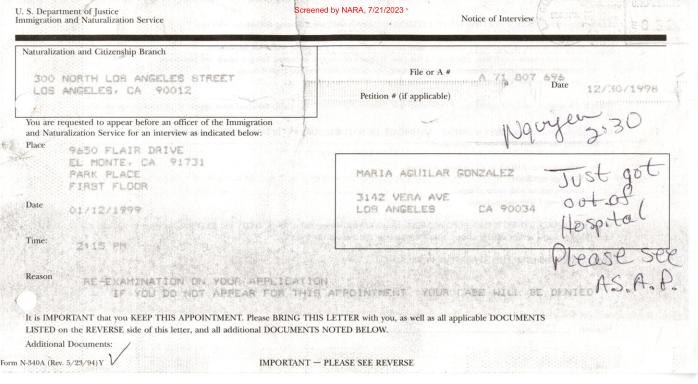 U. S. Department of Justice
Immigration and Naturalization Service
Screened by NARA, 7/21/2023
Notice of Interview
Naturalization and Citizenship Branch
300 NORTH LOS ANGELES STREET
LOS ANGELES, CA 90012
File or A # A 71 807 696
Petition # (if applicable)
Date 12/30/1998
You are requested to appear before an officer of the Immigration
and Naturalization Service for an interview as indicated below:
Nguyen
2:30
Place
9650 FLAIR DRIVE
EL MONTE, CA 91731
PARK PLACE
FIRST FLOOR
MARIA AGUILAR GONZALEZ
3142 VERA AVE
LOS ANGELES CA 90034
Just got
out of
Hospital
Please see
A.S.A.P.
Date 01/12/1999
Time: 2:15 PM
Reason RE-EXAMINATION ON YOUR APPLICATION
IF YOU DO NOT APPEAR FOR THIS APPOINTMENT YOUR CASE WILL BE DENIED
It is IMPORTANT that you KEEP THIS APPOINTMENT. Please BRING THIS LETTER with you, as well as all applicable DOCUMENTS
LISTED on the REVERSE side of this letter, and all additional DOCUMENTS NOTED BELOW.
Additional Documents:
Form N-340A (Rev. 5/23/94)Y
IMPORTANT — PLEASE SEE REVERSE